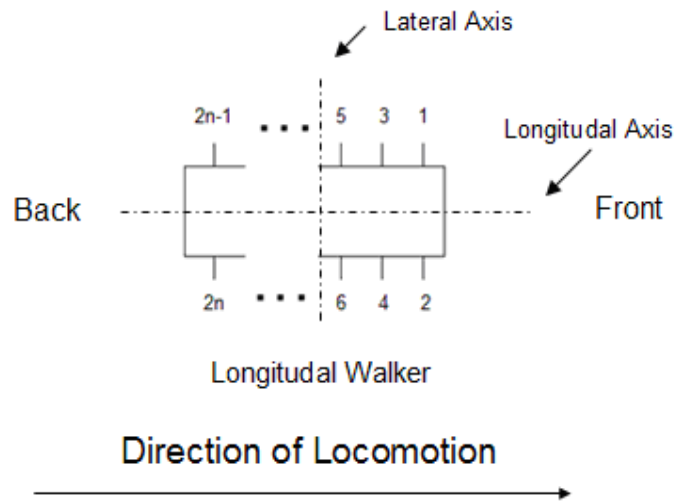 Lateral Axis
2n-1 ... 5 3 1
Longitudal Axis
Back
Front
2n ... 6 4 2
Longitudal Walker
Direction of Locomotion